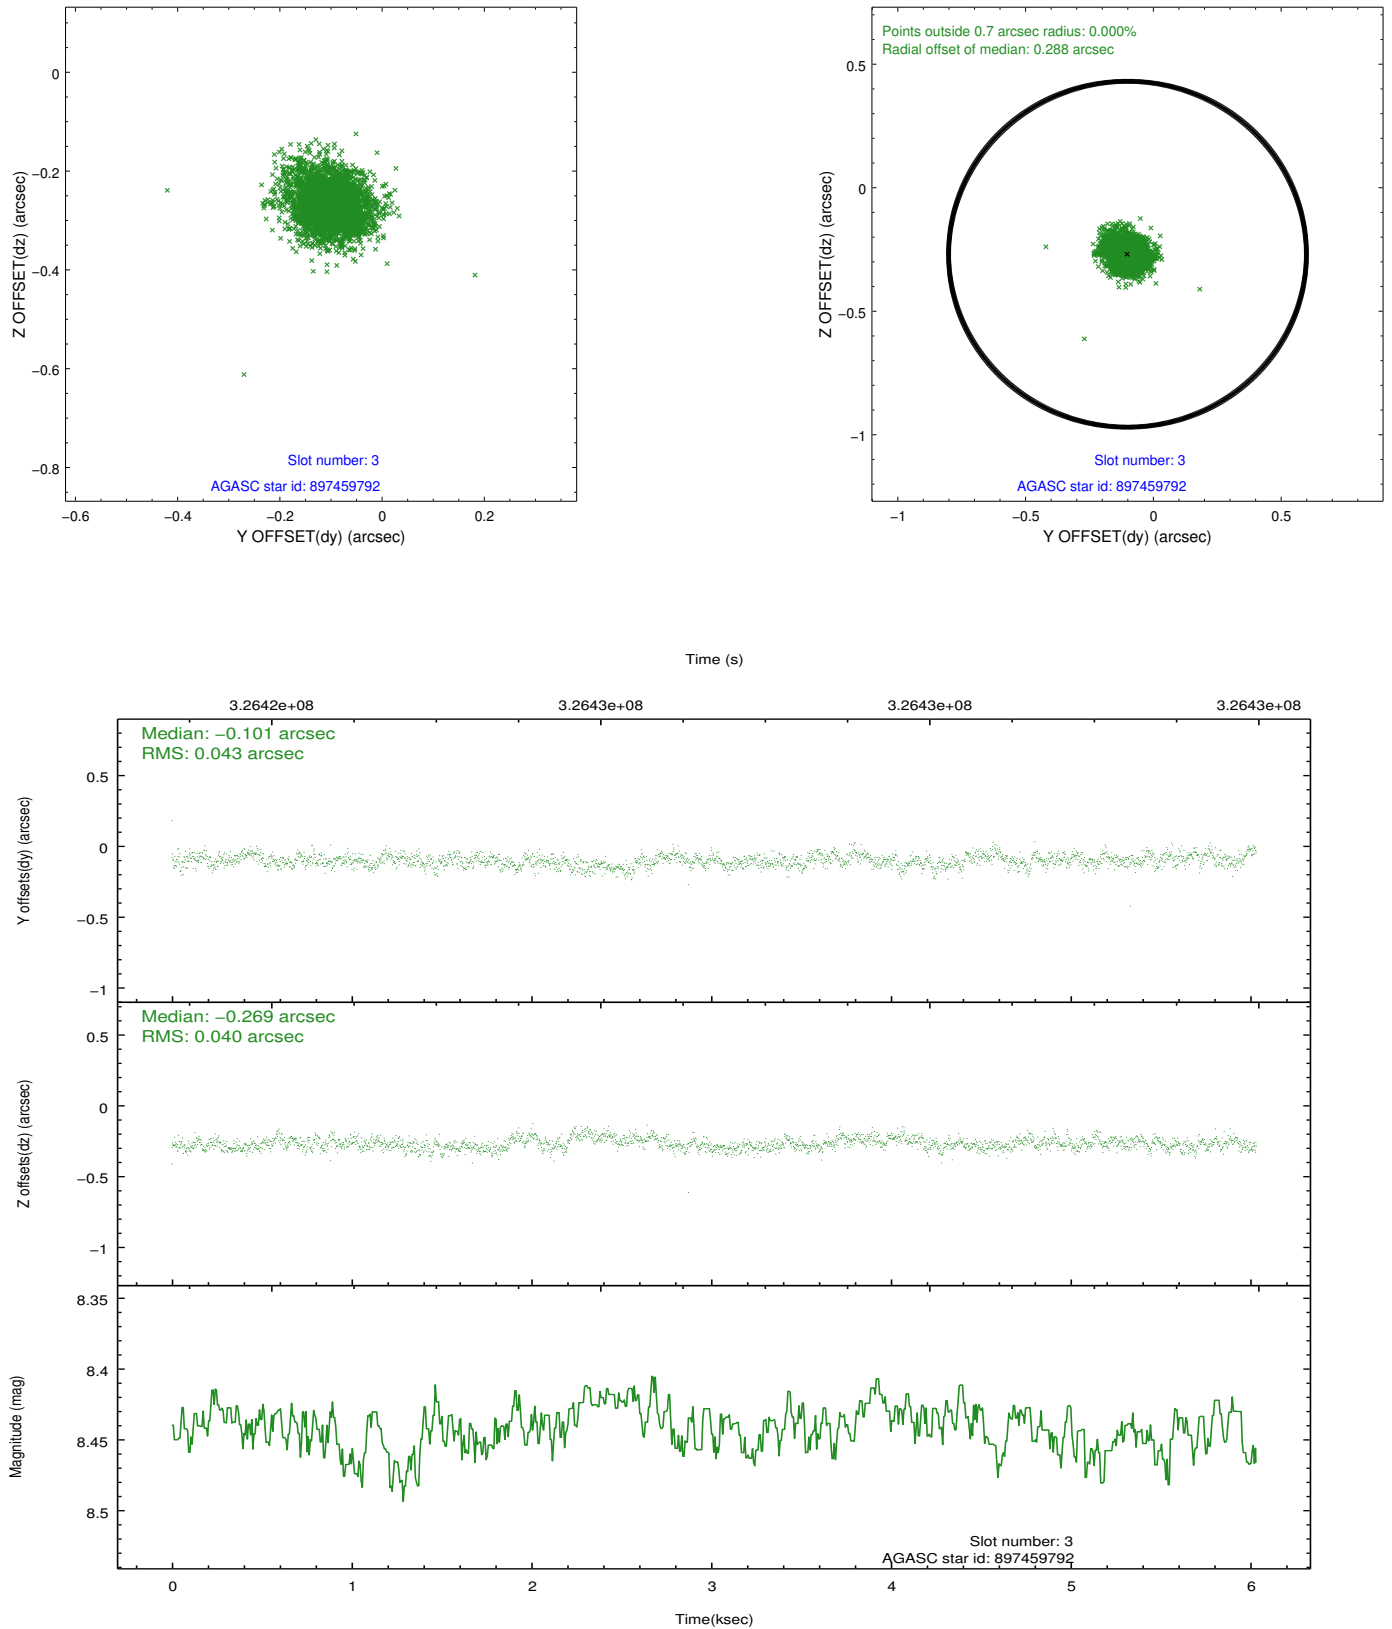 0
−0.2
−0.4
−0.6
−0.8
Z OFFSET(dz) (arcsec)
Slot number: 3
AGASC star id: 897459792
−0.6 −0.4 −0.2 0 0.2
Y OFFSET(dy) (arcsec)
Points outside 0.7 arcsec radius: 0.000%
Radial offset of median: 0.288 arcsec
0.5
0
−0.5
−1
Z OFFSET(dz) (arcsec)
Slot number: 3
AGASC star id: 897459792
−1 −0.5 0 0.5
Y OFFSET(dy) (arcsec)
Time (s)
3.2642e+08 3.2643e+08 3.2643e+08 3.2643e+08
Median: −0.101 arcsec
RMS: 0.043 arcsec
0.5
0
−0.5
−1
Y offsets(dy) (arcsec)
Median: −0.269 arcsec
RMS: 0.040 arcsec
0.5
0
−0.5
−1
Z offsets(dz) (arcsec)
8.35
8.4
8.45
8.5
Magnitude (mag)
Slot number: 3
AGASC star id: 897459792
0 1 2 3 4 5 6
Time(ksec)